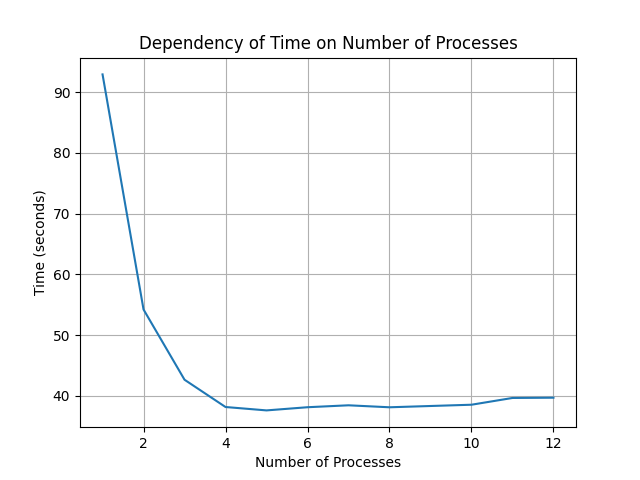 Dependency of Time on Number of Processes
90
80
70
60
50
40
Time (seconds)
2 4 6 8 10 12
Number of Processes